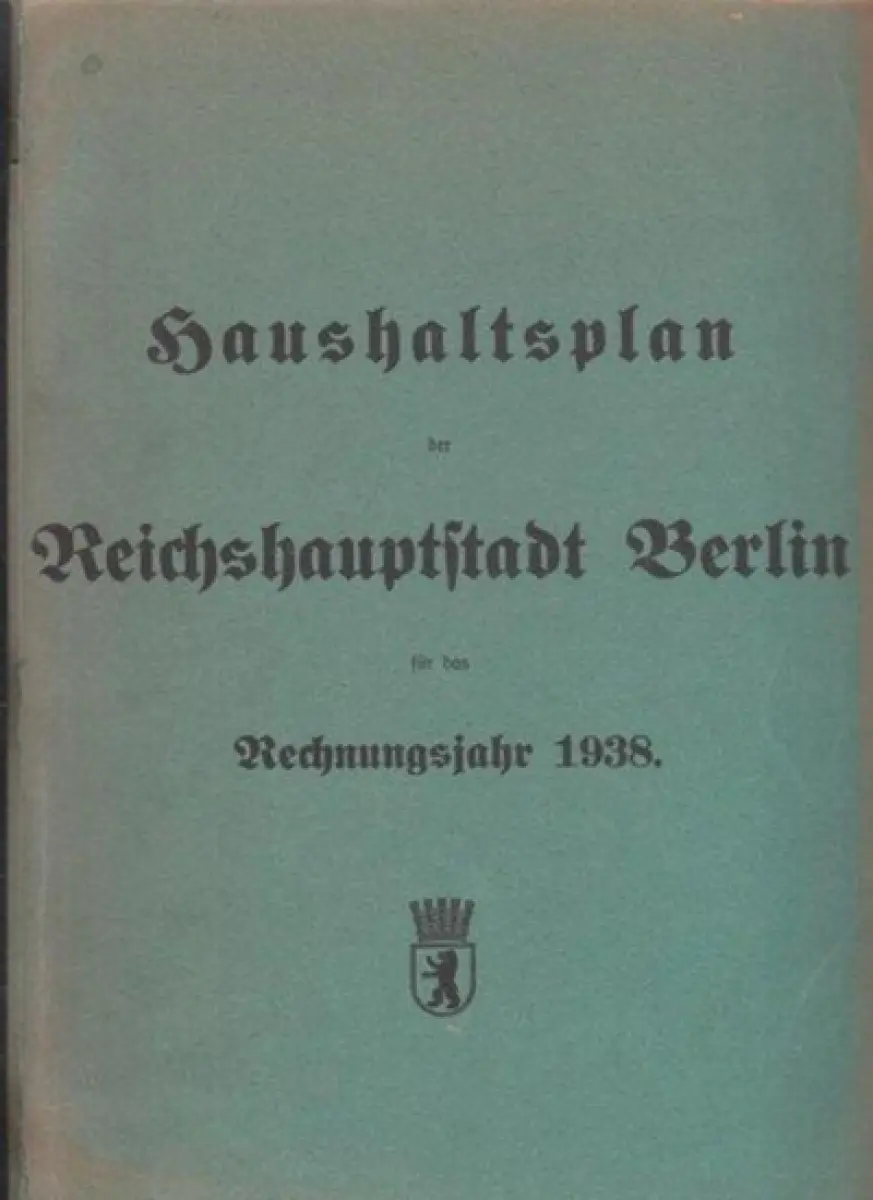 Haushaltsplan
der
Reichshauptstadt Berlin
für das
Rechnungsjahr 1938.